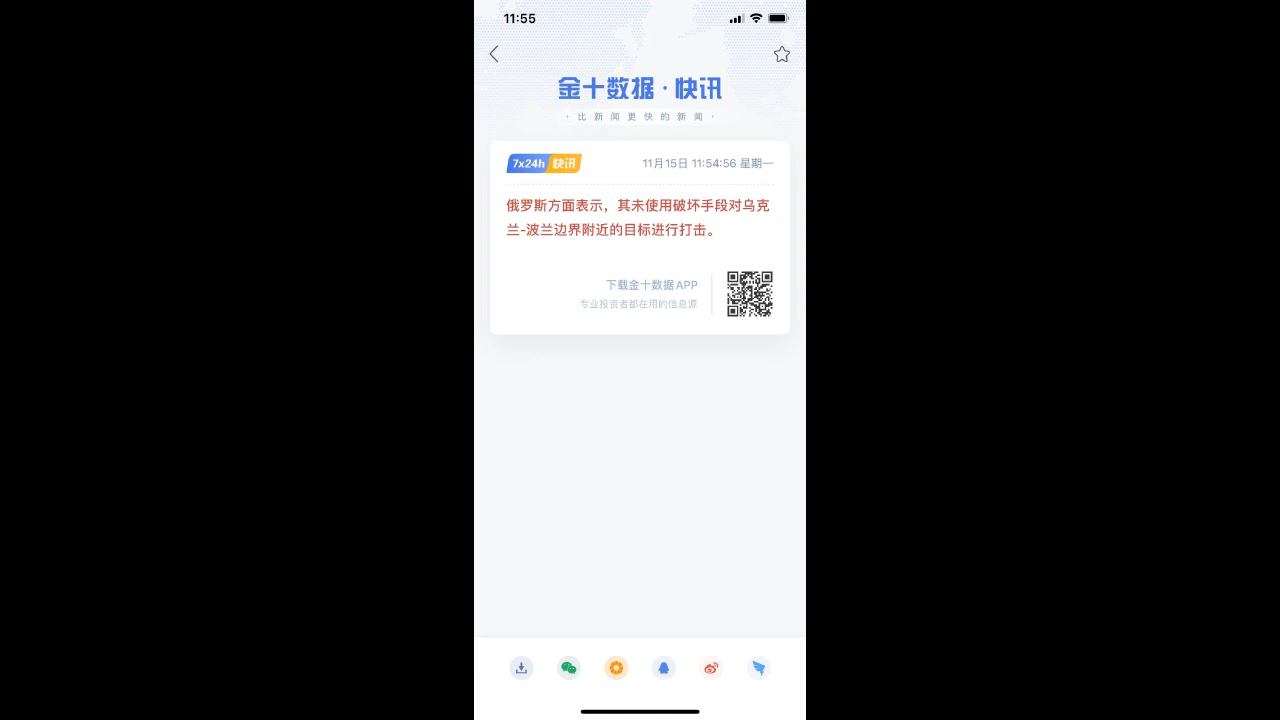 11:55
金十数据·快讯
·比新闻更快的新闻·
7x24h 快讯 11月15日 11:54:56 星期一
俄罗斯方面表示，其未使用破坏手段对乌克
兰-波兰边界附近的目标进行打击。
下载金十数据APP
专业投资者都在用的信息源